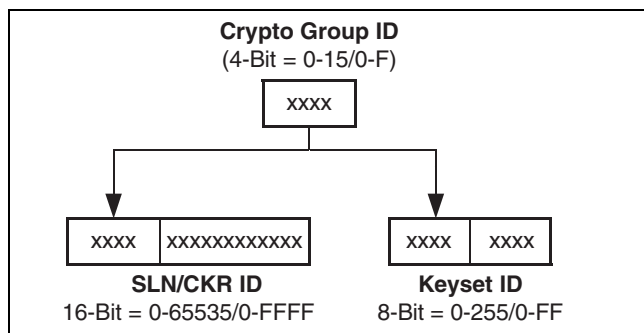 Crypto Group ID
(4-Bit = 0-15/0-F)
xxxx
xxxx xxxxxxxxxxxx xxxx xxxx
SLN/CKR ID Keyset ID
16-Bit = 0-65535/0-FFFF 8-Bit = 0-255/0-FF